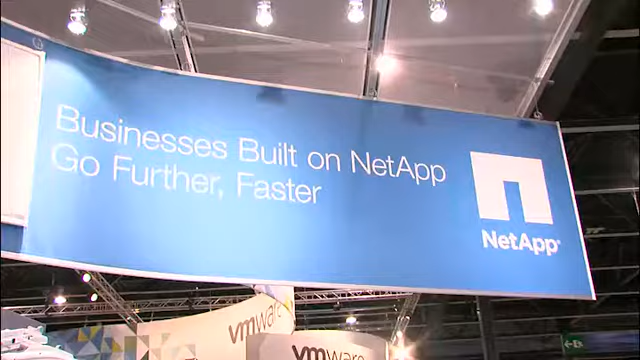 Businesses Built on NetApp
Go Further, Faster
NetApp®
vmware
vmware